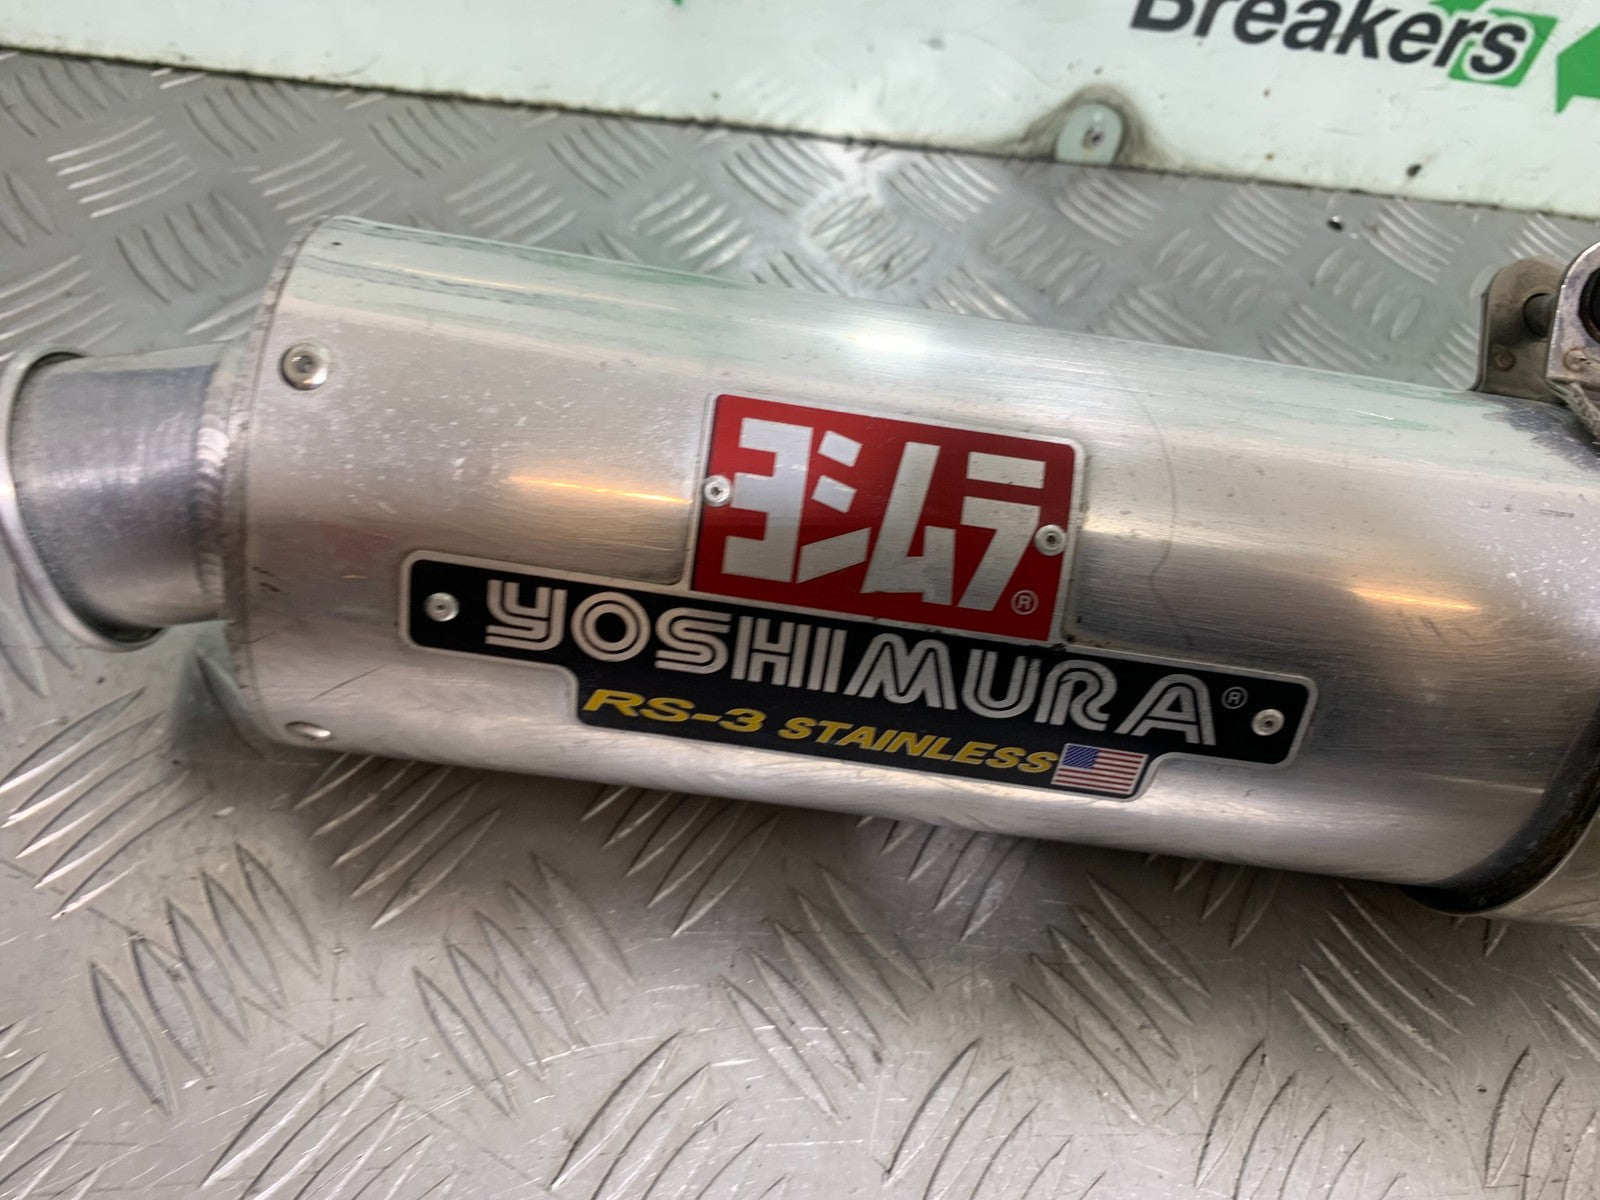 Breakers
ヨシムラ®
YOSHIMURA®
RS-3 STAINLESS